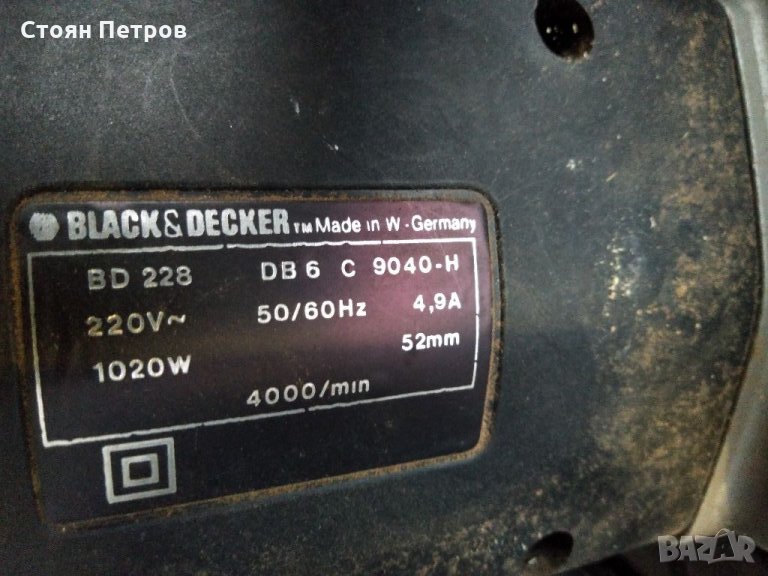 Стоян Петров
BLACK&DECKER TM Made in W-Germany
BD 228 DB 6 C 9040-H
220V~ 50/60Hz 4,9A
1020W 52mm
4000/min
BAZAR